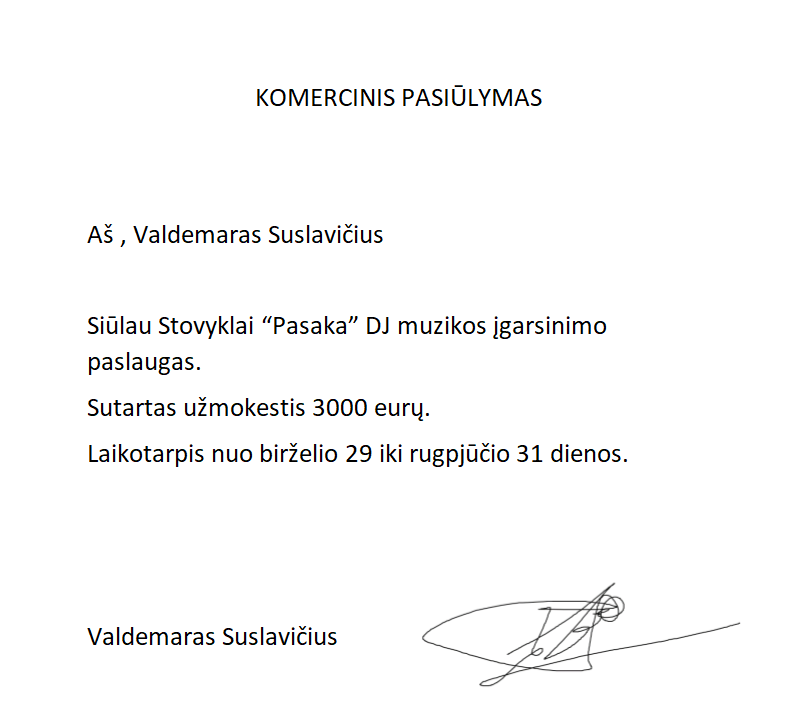 KOMERCINIS PASIŪLYMAS
Aš , Valdemaras Suslavičius
Siūlau Stovyklai “Pasaka” DJ muzikos įgarsinimo
paslaugas.
Sutartas užmokestis 3000 eurų.
Laikotarpis nuo birželio 29 iki rugpjūčio 31 dienos.
Valdemaras Suslavičius